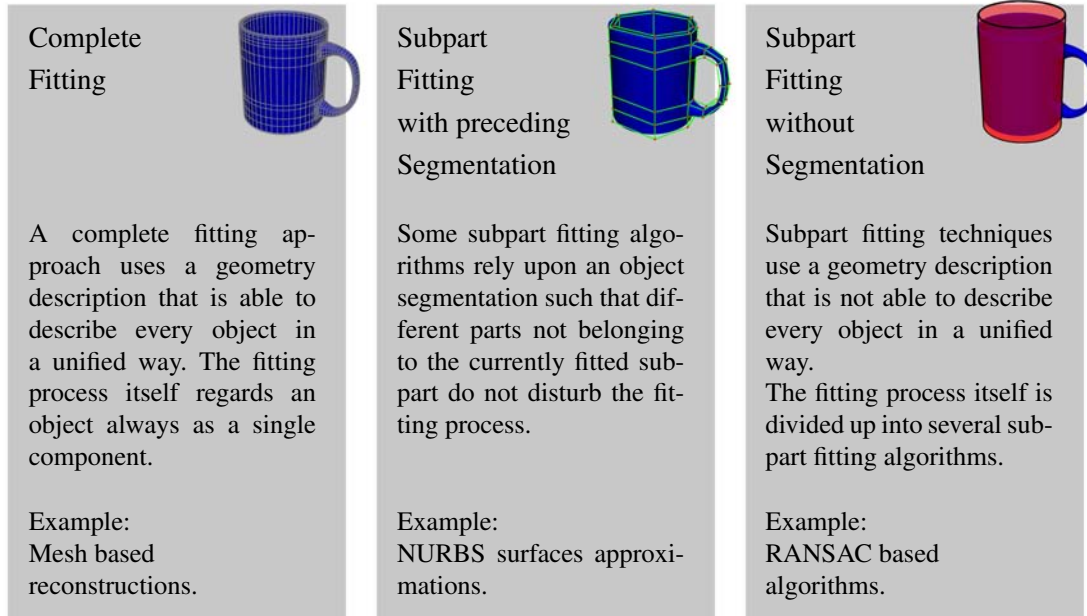 Complete
Fitting
A complete fitting ap-
proach uses a geometry
description that is able to
describe every object in
a unified way. The fitting
process itself regards an
object always as a single
component.
Example:
Mesh based
reconstructions.
Subpart
Fitting
with preceding
Segmentation
Some subpart fitting algo-
rithms rely upon an object
segmentation such that dif-
ferent parts not belonging
to the currently fitted sub-
part do not disturb the fit-
ting process.
Example:
NURBS surfaces approxi-
mations.
Subpart
Fitting
without
Segmentation
Subpart fitting techniques
use a geometry description
that is not able to describe
every object in a unified
way.
The fitting process itself is
divided up into several sub-
part fitting algorithms.
Example:
RANSAC based
algorithms.